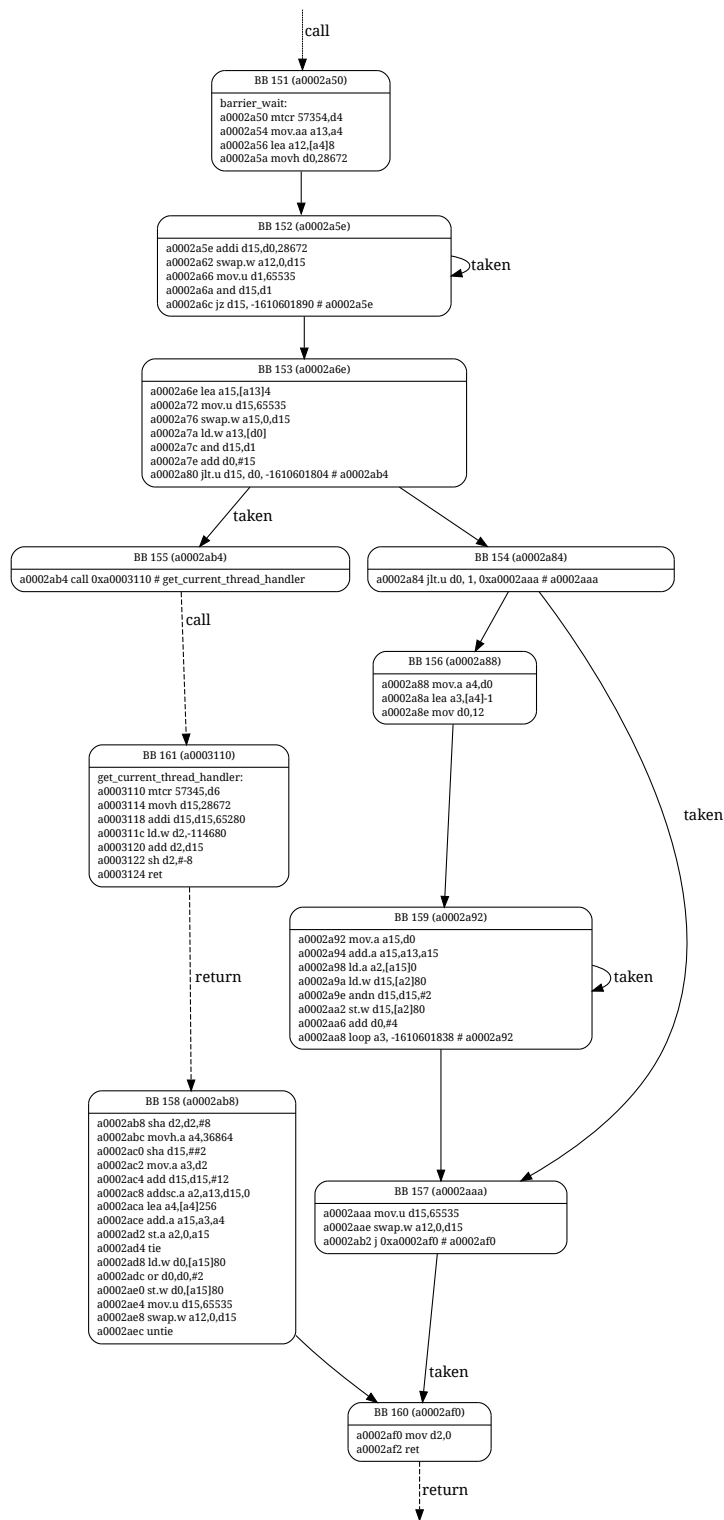 call
BB 151 (a0002a50)
barrier_wait:
a0002a50 mtcr 57354,d4
a0002a54 mov.aa a13,a4
a0002a56 lea a12,[a4]8
a0002a5a movh d0,28672
BB 152 (a0002a5e)
a0002a5e addi d15,d0,28672
a0002a62 swap.w a12,0,d15
a0002a66 mov.u d1,65535
a0002a6a and d15,d1
a0002a6c jz d15, -1610601890 # a0002a5e
taken
BB 153 (a0002a6e)
a0002a6e lea a15,[a13]4
a0002a72 mov.u d15,65535
a0002a76 swap.w a15,0,d15
a0002a7a ld.w a13,[d0]
a0002a7c and d15,d1
a0002a7e add d0,#15
a0002a80 jlt.u d15, d0, -1610601804 # a0002ab4
taken
BB 155 (a0002ab4)
a0002ab4 call 0xa0003110 # get_current_thread_handler
BB 154 (a0002a84)
a0002a84 jlt.u d0, 1, 0xa0002aaa # a0002aaa
call
BB 156 (a0002a88)
a0002a88 mov.a a4,d0
a0002a8a lea a3,[a4]-1
a0002a8e mov d0,12
BB 161 (a0003110)
get_current_thread_handler:
a0003110 mtcr 57345,d6
a0003114 movh d15,28672
a0003118 addi d15,d15,65280
a000311c ld.w d2,-114680
a0003120 add d2,d15
a0003122 sh d2,#-8
a0003124 ret
taken
BB 159 (a0002a92)
a0002a92 mov.a a15,d0
a0002a94 add.a a15,a13,a15
a0002a98 ld.a a2,[a15]0
a0002a9a ld.w d15,[a2]80
a0002a9e andn d15,d15,#2
a0002aa2 st.w d15,[a2]80
a0002aa6 add d0,#4
a0002aa8 loop a3, -1610601838 # a0002a92
taken
return
BB 158 (a0002ab8)
a0002ab8 sha d2,d2,#8
a0002abc movh.a a4,36864
a0002ac0 sha d15,##2
a0002ac2 mov.a a3,d2
a0002ac4 add d15,d15,#12
a0002ac8 addsc.a a2,a13,d15,0
a0002aca lea a4,[a4]256
a0002ace add.a a15,a3,a4
a0002ad2 st.a a2,0,a15
a0002ad4 tie
a0002ad8 ld.w d0,[a15]80
a0002adc or d0,d0,#2
a0002ae0 st.w d0,[a15]80
a0002ae4 mov.u d15,65535
a0002ae8 swap.w a12,0,d15
a0002aec untie
BB 157 (a0002aaa)
a0002aaa mov.u d15,65535
a0002aae swap.w a12,0,d15
a0002ab2 j 0xa0002af0 # a0002af0
taken
BB 160 (a0002af0)
a0002af0 mov d2,0
a0002af2 ret
return